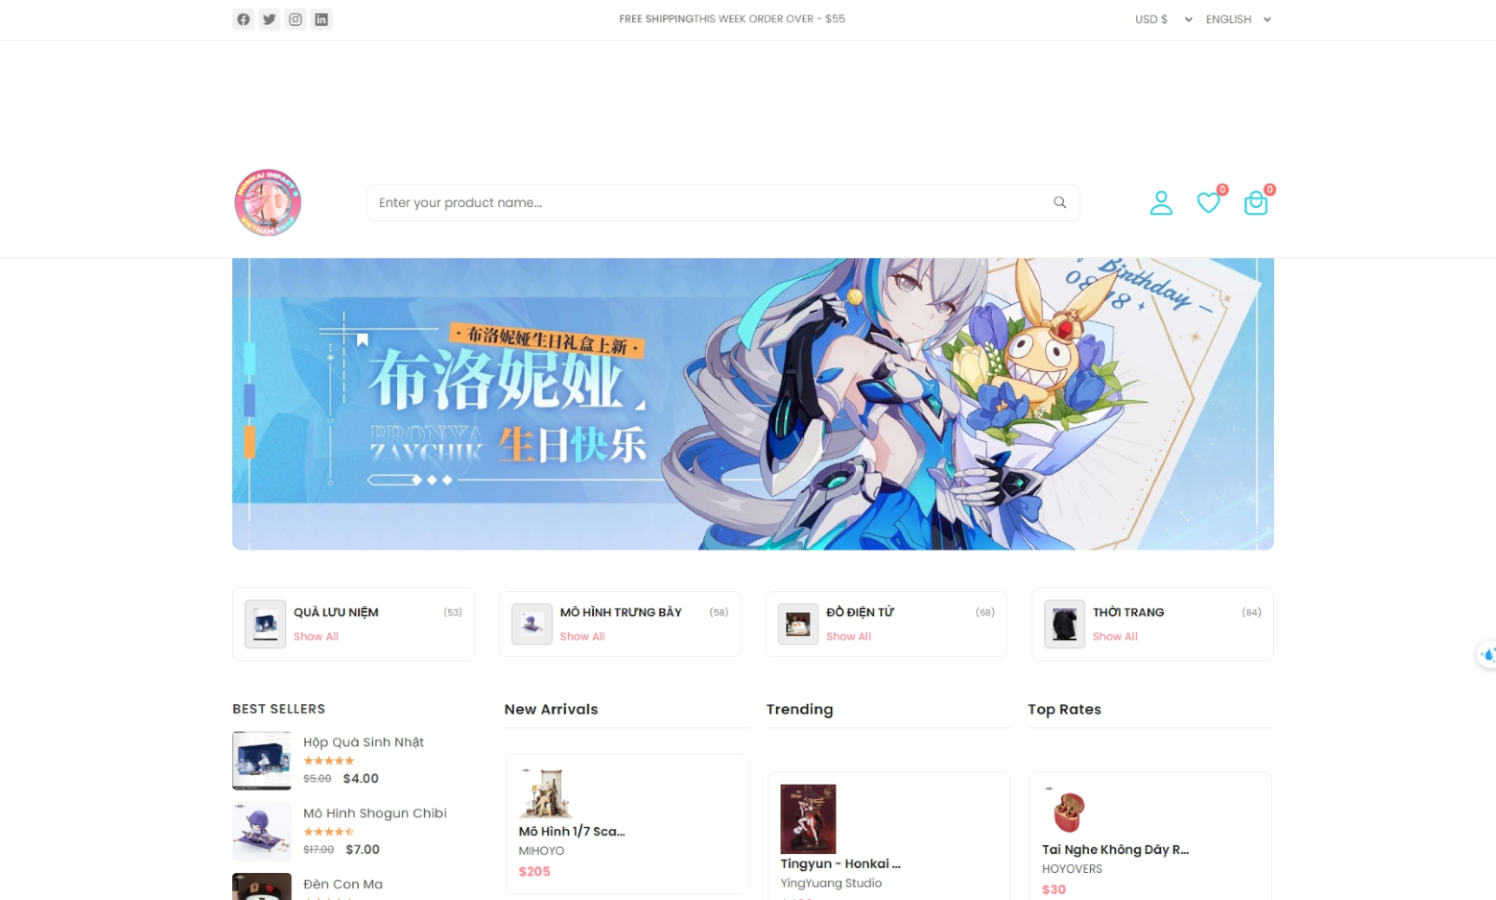 FREE SHIPPINGTHIS WEEK ORDER OVER - $55
USD $
ENGLISH
HONKAI IMPACT 3
VIETNAM SHOP
Enter your product name...
0
0
Birthday
08.18
·布洛妮娅生日礼盒上新·
布洛妮娅
BRONYA
ZAYCHIK
生日快乐
QUÀ LƯU NIỆM
(53)
Show All
MÔ HÌNH TRƯNG BÀY
(58)
Show All
ĐỒ ĐIỆN TỬ
(68)
Show All
THỜI TRANG
(84)
Show All
BEST SELLERS
Hộp Quà Sinh Nhật
$5.00 $4.00
Mô Hình Shogun Chibi
$17.00 $7.00
Đèn Con Ma
New Arrivals
Mô Hình 1/7 Sca...
MIHOYO
$205
Trending
Tingyun - Honkai ...
YingYuang Studio
Top Rates
Tai Nghe Không Dây R...
HOYOVERS
$30